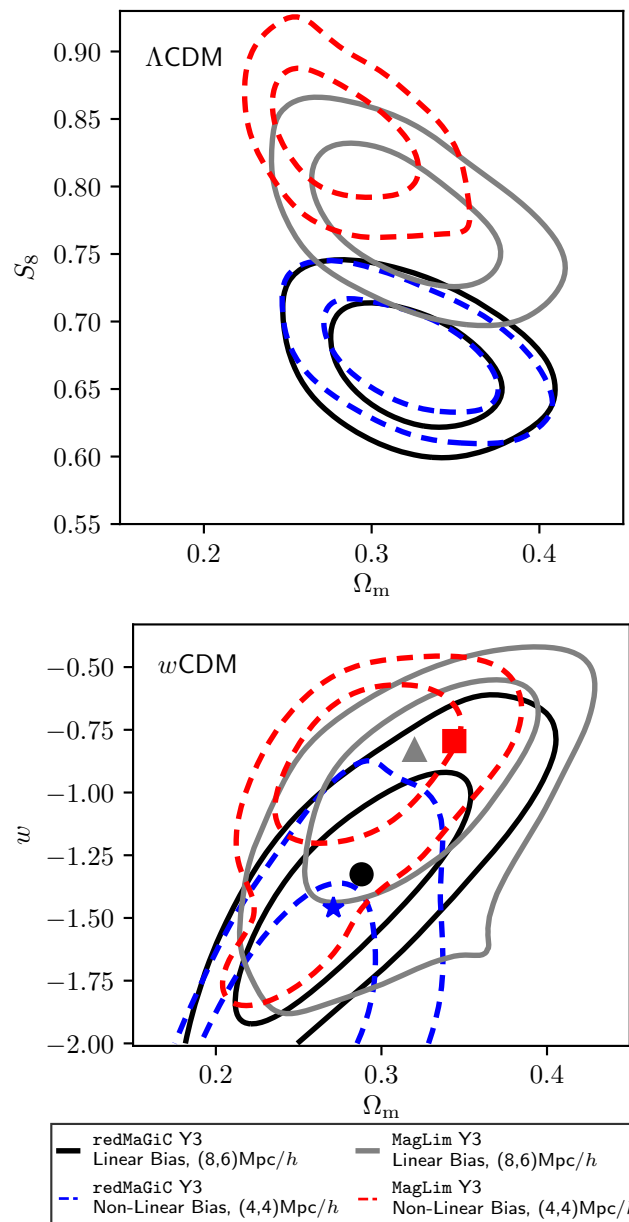 ΛCDM
0.90
0.85
0.80
0.75
0.70
0.65
0.60
0.55
S8
0.2
0.3
0.4
Ωm
wCDM
−0.50
−0.75
−1.00
−1.25
−1.50
−1.75
−2.00
w
0.2
0.3
0.4
Ωm
redMaGiC Y3
Linear Bias, (8,6)Mpc/h
redMaGiC Y3
Non-Linear Bias, (4,4)Mpc/h
MagLim Y3
Linear Bias, (8,6)Mpc/h
MagLim Y3
Non-Linear Bias, (4,4)Mpc/h